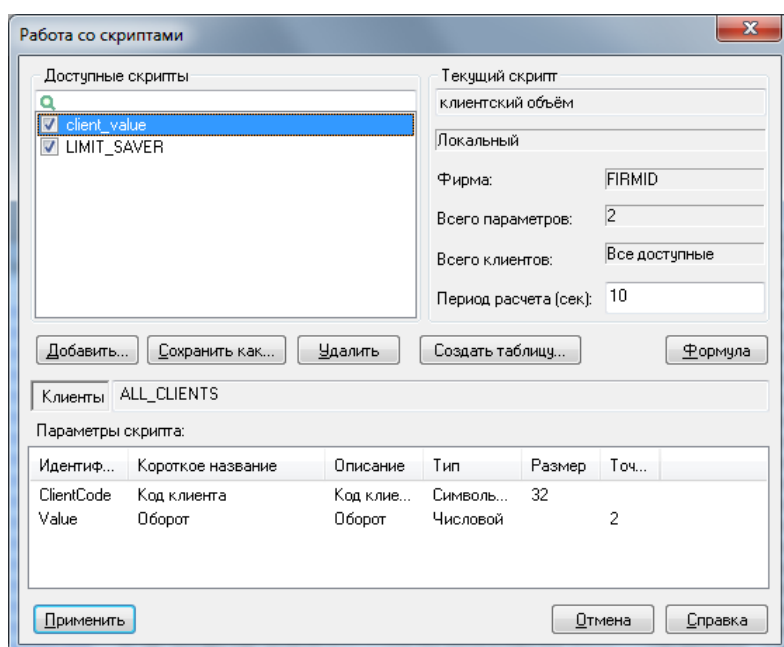 Работа со скриптами
Доступные скрипты
client_value
LIMIT_SAVER
Текущий скрипт
клиентский объём
Локальный
Фирма: FIRMID
Всего параметров: 2
Всего клиентов: Все доступные
Период расчета (сек): 10
Добавить... Сохранить как... Удалить Создать таблицу... Формула
Клиенты ALL_CLIENTS
Параметры скрипта:
Идентиф... Короткое название Описание Тип Размер Точ...
ClientCode Код клиента Код клие... Символь... 32
Value Оборот Оборот Числовой 2
Применить Отмена Справка